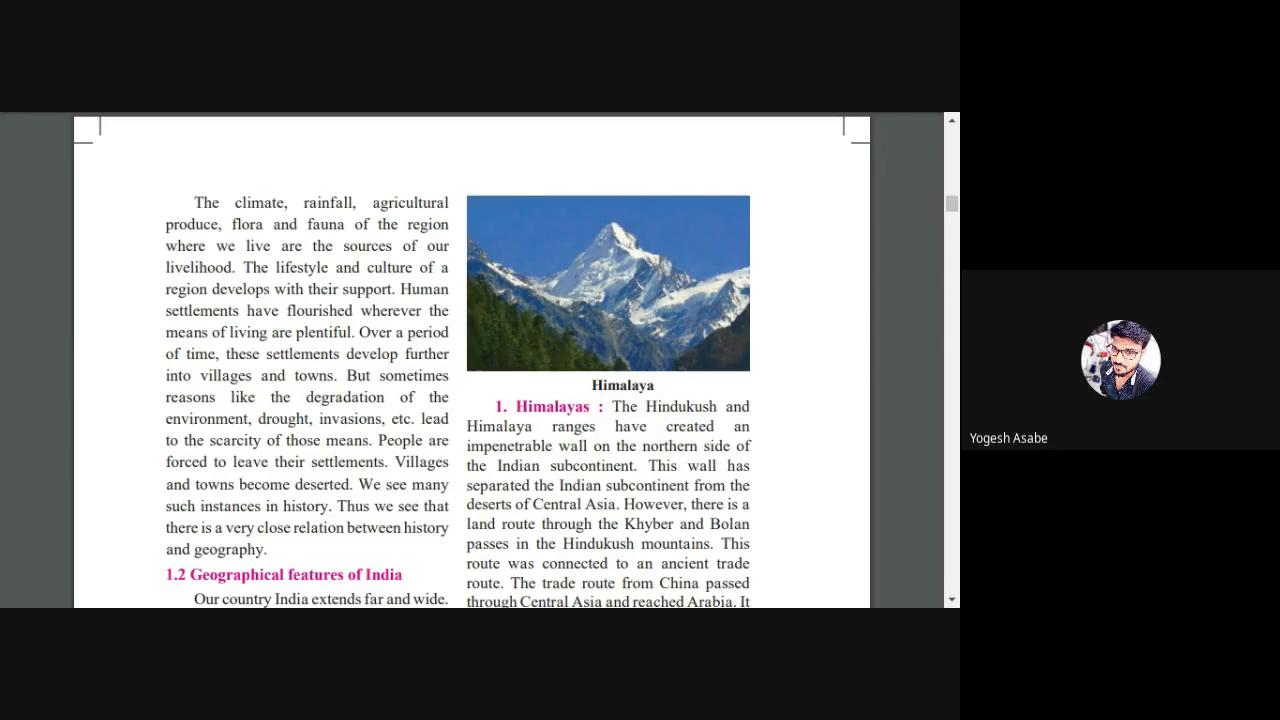 The climate, rainfall, agricultural
produce, flora and fauna of the region
where we live are the sources of our
livelihood. The lifestyle and culture of a
region develops with their support. Human
settlements have flourished wherever the
means of living are plentiful. Over a period
of time, these settlements develop further
into villages and towns. But sometimes
reasons like the degradation of the
environment, drought, invasions, etc. lead
to the scarcity of those means. People are
forced to leave their settlements. Villages
and towns become deserted. We see many
such instances in history. Thus we see that
there is a very close relation between history
and geography.
1.2 Geographical features of India
Our country India extends far and wide.
Himalaya
1. Himalayas : The Hindukush and
Himalaya ranges have created an
impenetrable wall on the northern side of
the Indian subcontinent. This wall has
separated the Indian subcontinent from the
deserts of Central Asia. However, there is a
land route through the Khyber and Bolan
passes in the Hindukush mountains. This
route was connected to an ancient trade
route. The trade route from China passed
through Central Asia and reached Arabia. It
Yogesh Asabe